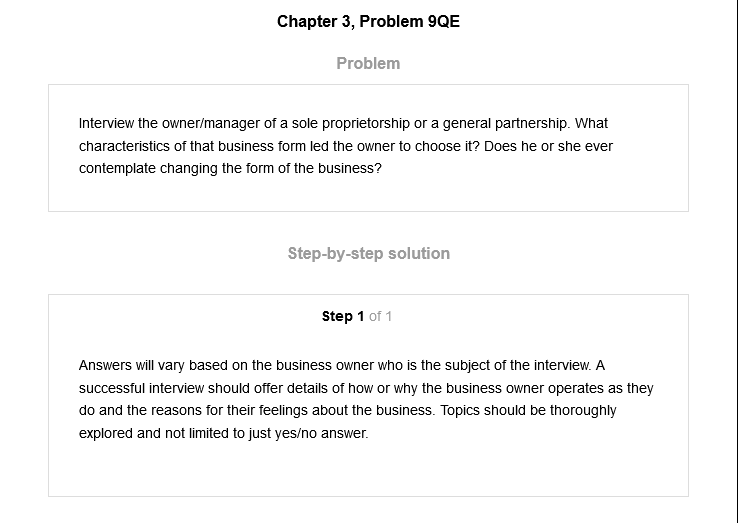 Chapter 3, Problem 9QE
Problem
Interview the owner/manager of a sole proprietorship or a general partnership. What
characteristics of that business form led the owner to choose it? Does he or she ever
contemplate changing the form of the business?
Step-by-step solution
Step 1 of 1
Answers will vary based on the business owner who is the subject of the interview. A
successful interview should offer details of how or why the business owner operates as they
do and the reasons for their feelings about the business. Topics should be thoroughly
explored and not limited to just yes/no answer.